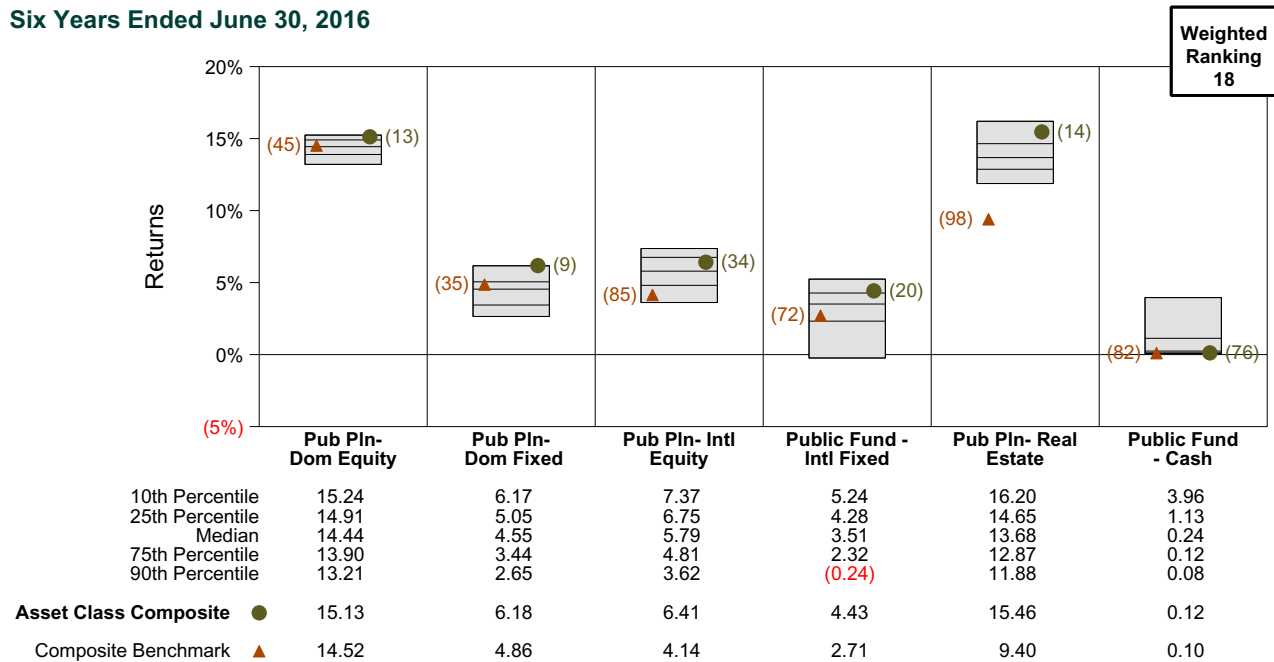 Six Years Ended June 30, 2016
Weighted
Ranking
18
Returns
20%
15%
10%
5%
0%
(5%)
(45) (13)
(35) (9)
(85) (34)
(72) (20)
(98) (14)
(82) (76)
Pub Pln- Dom Equity
Pub Pln- Dom Fixed
Pub Pln- Intl Equity
Public Fund - Intl Fixed
Pub Pln- Real Estate
Public Fund - Cash
10th Percentile 15.24 6.17 7.37 5.24 16.20 3.96
25th Percentile 14.91 5.05 6.75 4.28 14.65 1.13
Median 14.44 4.55 5.79 3.51 13.68 0.24
75th Percentile 13.90 3.44 4.81 2.32 12.87 0.12
90th Percentile 13.21 2.65 3.62 (0.24) 11.88 0.08
Asset Class Composite 15.13 6.18 6.41 4.43 15.46 0.12
Composite Benchmark 14.52 4.86 4.14 2.71 9.40 0.10